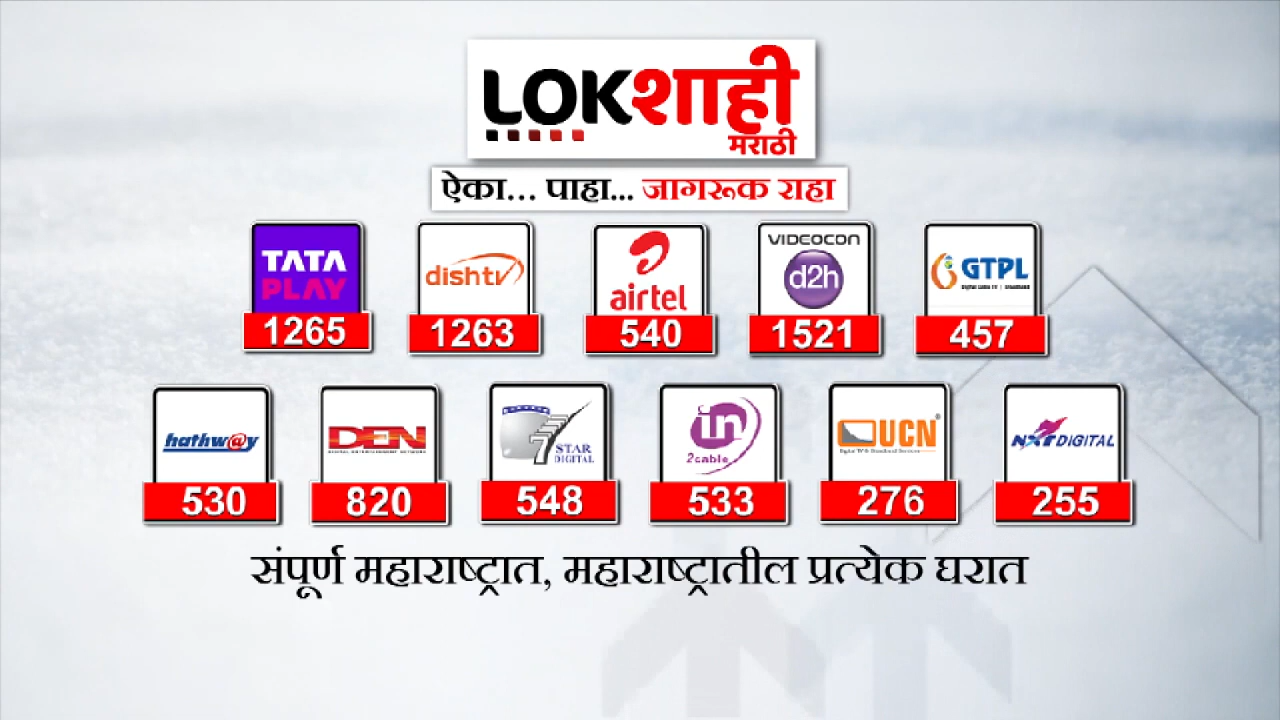 LOKशाही
मराठी
ऐका... पाहा... जागरूक राहा
TATA PLAY
dishtv
airtel
VIDEOCON d2h
GTPL
1265
1263
540
1521
457
hathw@y
DEN
7 STAR DIGITAL
in 2cable
UCN
NXT DIGITAL
530
820
548
533
276
255
संपूर्ण महाराष्ट्रात, महाराष्ट्रातील प्रत्येक घरात